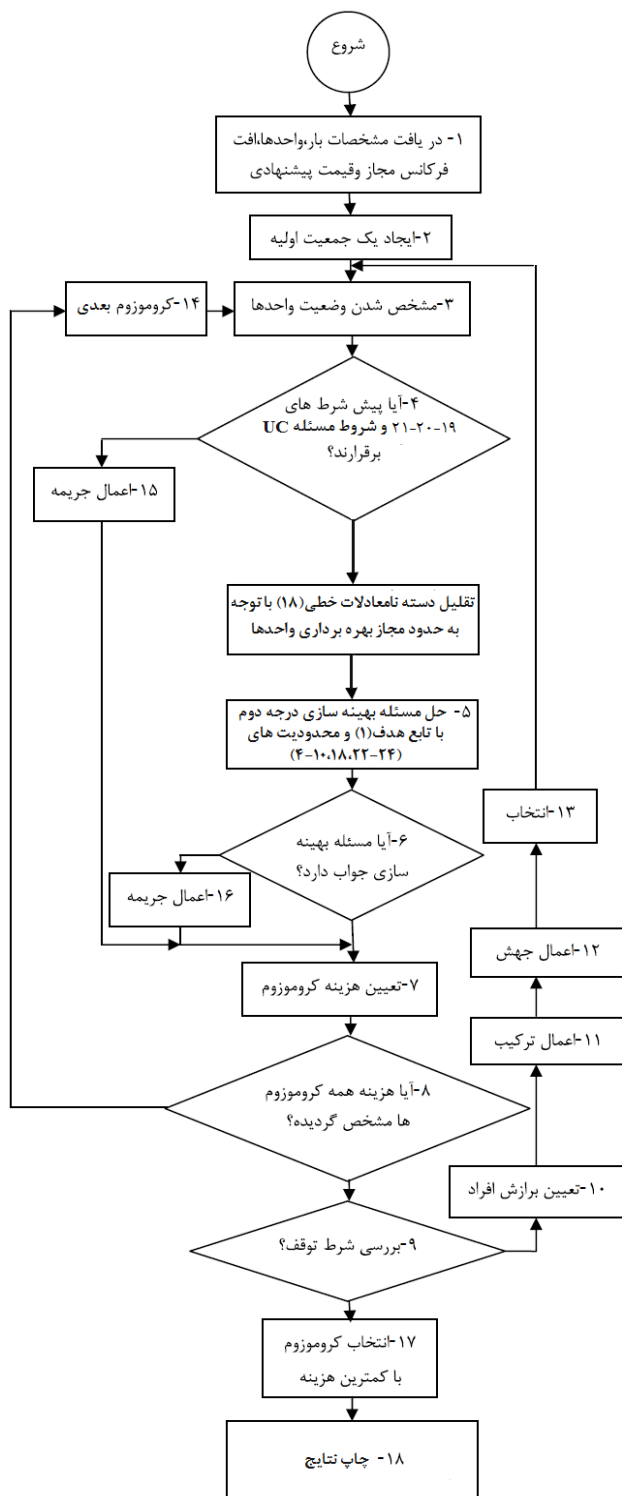 شروع
۱- در یافت مشخصات بار،واحدها،افت
فرکانس مجاز وقیمت پیشنهادی
۲-ایجاد یک جمعیت اولیه
۳-مشخص شدن وضعیت واحدها
۱۴-کروموزوم بعدی
۴-آیا پیش شرط های
۱۹-۲۰-۲۱ و شروط مسئله UC
برقرارند؟
۱۵-اعمال جریمه
تقلیل دسته نامعادلات خطی(۱۸) با توجه
به حدود مجاز بهره برداری واحدها
۵- حل مسئله بهینه سازی درجه دوم
با تابع هدف(۱) و محدودیت های
(۴-۱۰،۱۸،۲۲-۲۴)
۶-آیا مسئله بهینه
سازی جواب دارد؟
۱۶-اعمال جریمه
۷-تعیین هزینه کروموزوم
۸-آیا هزینه همه کروموزوم
ها مشخص گردیده؟
۹-بررسی شرط توقف؟
۱۰-تعیین برازش افراد
۱۱-اعمال ترکیب
۱۲-اعمال جهش
۱۳-انتخاب
۱۷-انتخاب کروموزوم
با کمترین هزینه
۱۸- چاپ نتایج